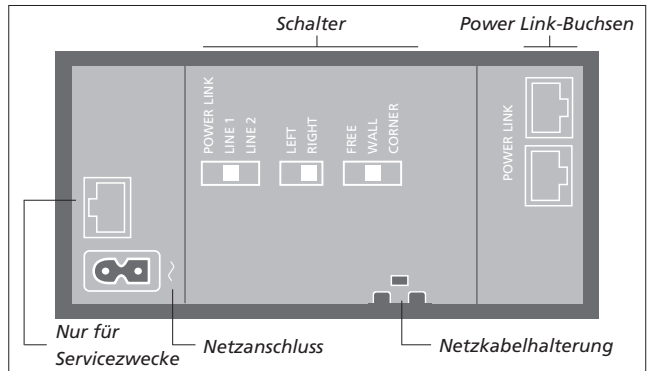 Schalter
Power Link-Buchsen
POWER LINK
LINE 1
LINE 2
LEFT
RIGHT
FREE
WALL
CORNER
POWER LINK
~
Nur für
Servicezwecke
Netzanschluss
Netzkabelhalterung